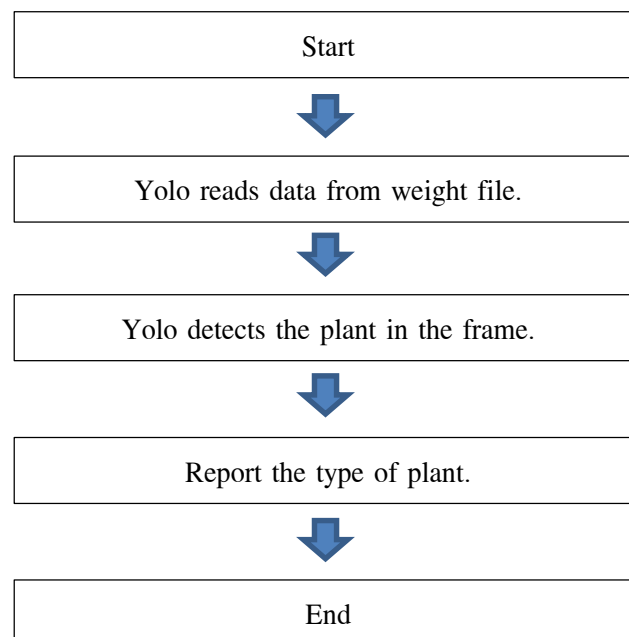 Start
Yolo reads data from weight file.
Yolo detects the plant in the frame.
Report the type of plant.
End